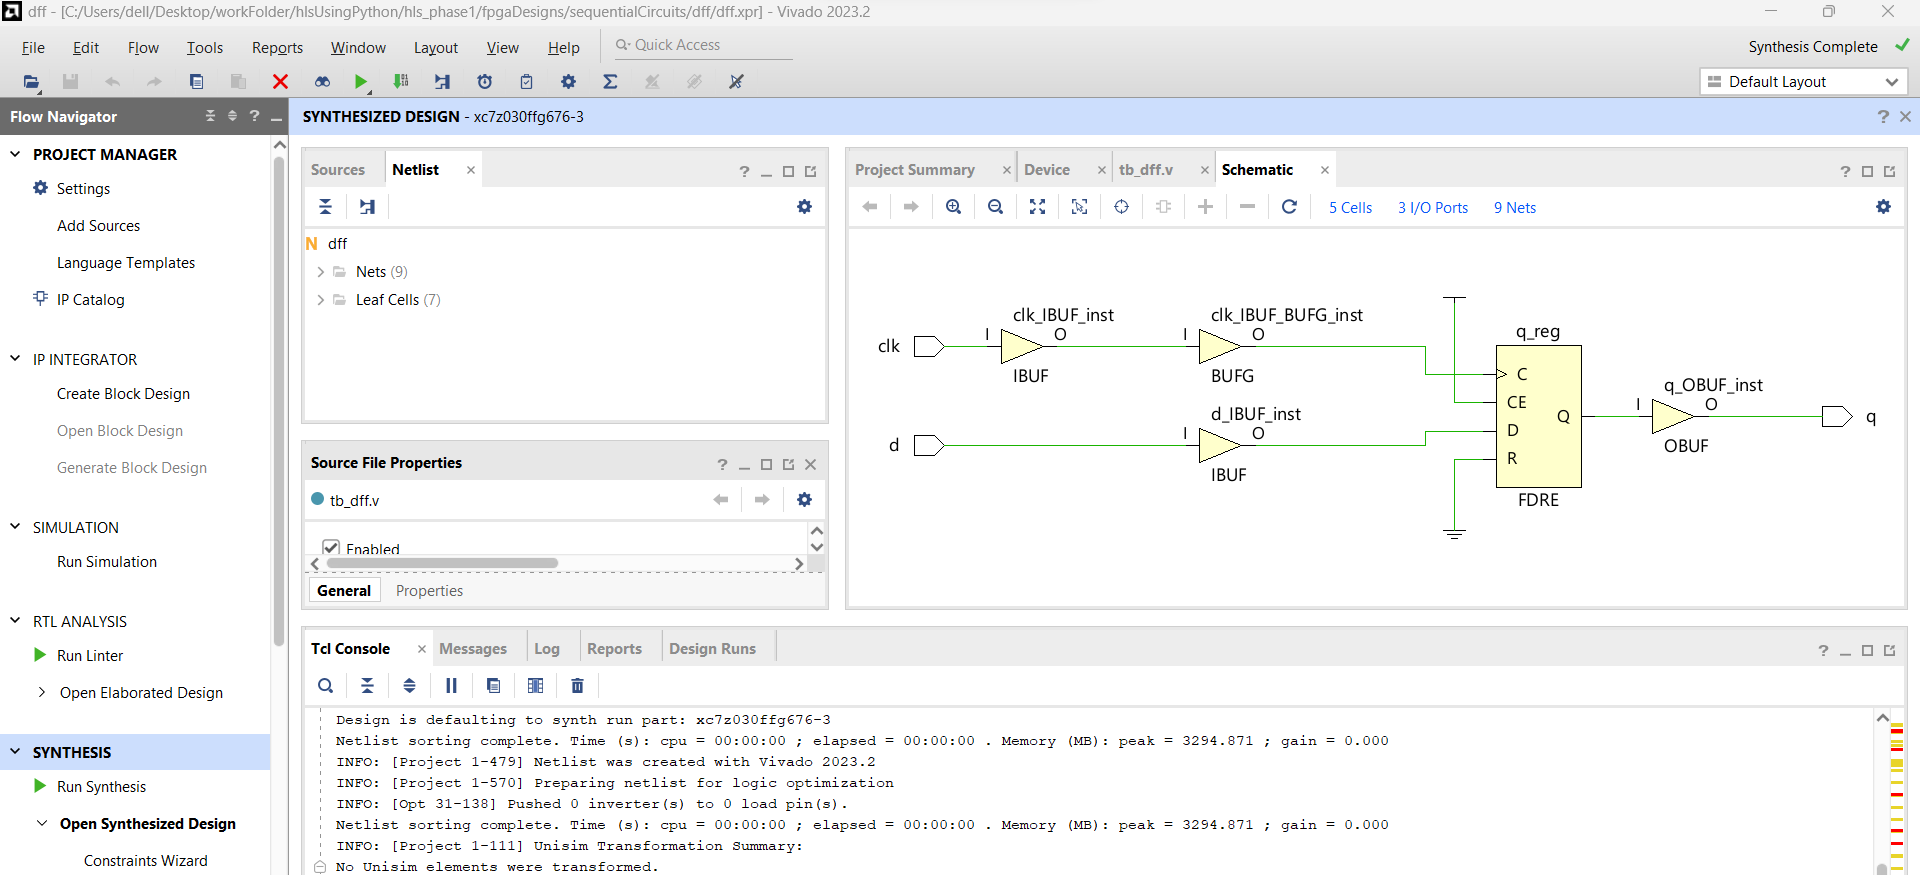 dff - [C:/Users/dell/Desktop/workFolder/hlsUsingPython/hls_phase1/fpgaDesigns/sequentialCircuits/dff/dff.xpr] - Vivado 2023.2
File Edit Flow Tools Reports Window Layout View Help Quick Access
Synthesis Complete
Default Layout
Flow Navigator
SYNTHESIZED DESIGN - xc7z030ffg676-3
PROJECT MANAGER
Settings
Add Sources
Language Templates
IP Catalog
IP INTEGRATOR
Create Block Design
Open Block Design
Generate Block Design
SIMULATION
Run Simulation
RTL ANALYSIS
Run Linter
Open Elaborated Design
SYNTHESIS
Run Synthesis
Open Synthesized Design
Constraints Wizard
Sources Netlist
N dff
Nets (9)
Leaf Cells (7)
Source File Properties
tb_dff.v
Enabled
General Properties
Project Summary Device tb_dff.v Schematic
5 Cells 3 I/O Ports 9 Nets
clk_IBUF_inst clk_IBUF_BUFG_inst
I O I O
clk
IBUF BUFG
q_reg
C
CE
D
R
Q
FDRE
d_IBUF_inst
I O
d
IBUF
q_OBUF_inst
I O
q
OBUF
Tcl Console Messages Log Reports Design Runs
Design is defaulting to synth run part: xc7z030ffg676-3
Netlist sorting complete. Time (s): cpu = 00:00:00 ; elapsed = 00:00:00 . Memory (MB): peak = 3294.871 ; gain = 0.000
INFO: [Project 1-479] Netlist was created with Vivado 2023.2
INFO: [Project 1-570] Preparing netlist for logic optimization
INFO: [Opt 31-138] Pushed 0 inverter(s) to 0 load pin(s).
Netlist sorting complete. Time (s): cpu = 00:00:00 ; elapsed = 00:00:00 . Memory (MB): peak = 3294.871 ; gain = 0.000
INFO: [Project 1-111] Unisim Transformation Summary:
No Unisim elements were transformed.